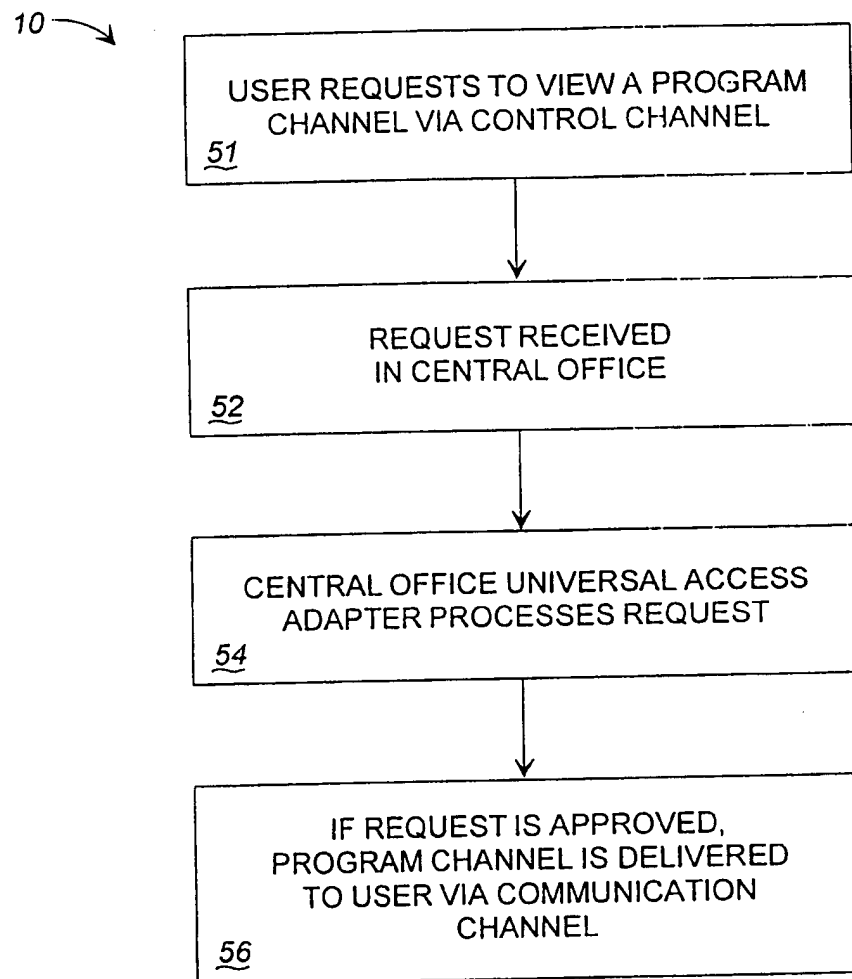 10
USER REQUESTS TO VIEW A PROGRAM
CHANNEL VIA CONTROL CHANNEL
51
REQUEST RECEIVED
IN CENTRAL OFFICE
52
CENTRAL OFFICE UNIVERSAL ACCESS
ADAPTER PROCESSES REQUEST
54
IF REQUEST IS APPROVED,
PROGRAM CHANNEL IS DELIVERED
TO USER VIA COMMUNICATION
CHANNEL
56